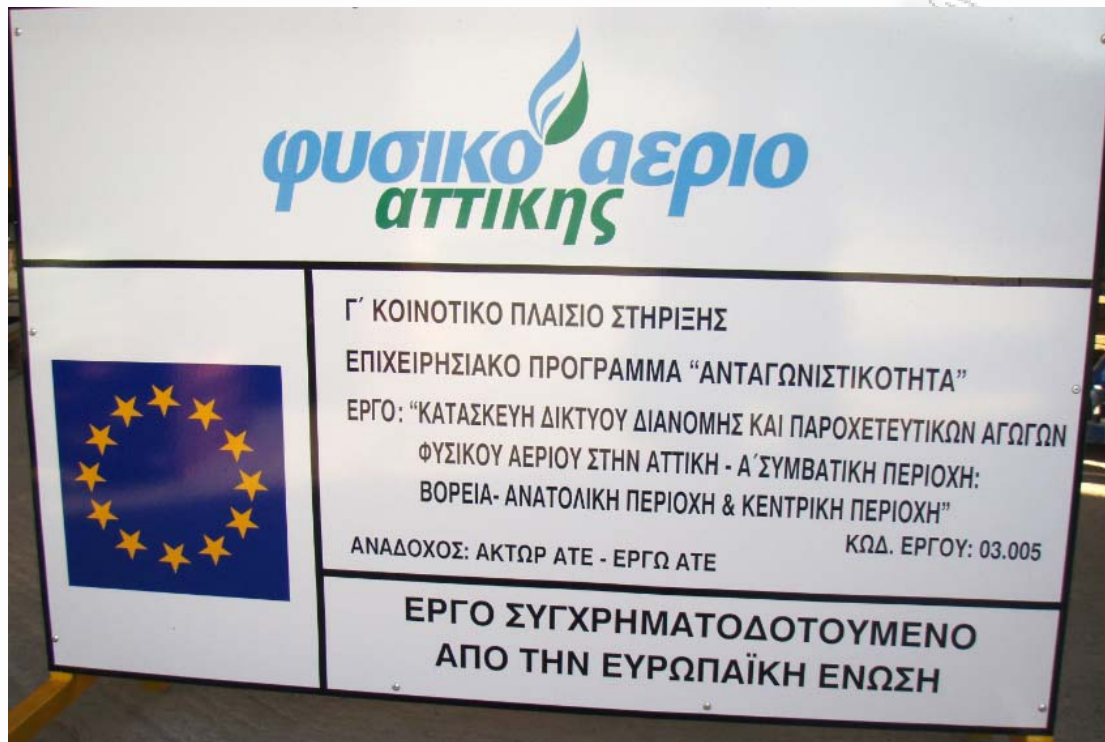 φυσικο αεριο
αττικης
Γ΄ ΚΟΙΝΟΤΙΚΟ ΠΛΑΙΣΙΟ ΣΤΗΡΙΞΗΣ
ΕΠΙΧΕΙΡΗΣΙΑΚΟ ΠΡΟΓΡΑΜΜΑ “ΑΝΤΑΓΩΝΙΣΤΙΚΟΤΗΤΑ”
ΕΡΓΟ: “ΚΑΤΑΣΚΕΥΗ ΔΙΚΤΥΟΥ ΔΙΑΝΟΜΗΣ ΚΑΙ ΠΑΡΟΧΕΤΕΥΤΙΚΩΝ ΑΓΩΓΩΝ
ΦΥΣΙΚΟΥ ΑΕΡΙΟΥ ΣΤΗΝ ΑΤΤΙΚΗ - Α΄ΣΥΜΒΑΤΙΚΗ ΠΕΡΙΟΧΗ:
ΒΟΡΕΙΑ- ΑΝΑΤΟΛΙΚΗ ΠΕΡΙΟΧΗ & ΚΕΝΤΡΙΚΗ ΠΕΡΙΟΧΗ”
ΚΩΔ. ΕΡΓΟΥ: 03.005
ΑΝΑΔΟΧΟΣ: ΑΚΤΩΡ ΑΤΕ - ΕΡΓΩ ΑΤΕ
ΕΡΓΟ ΣΥΓΧΡΗΜΑΤΟΔΟΤΟΥΜΕΝΟ
ΑΠΟ ΤΗΝ ΕΥΡΩΠΑΪΚΗ ΕΝΩΣΗ